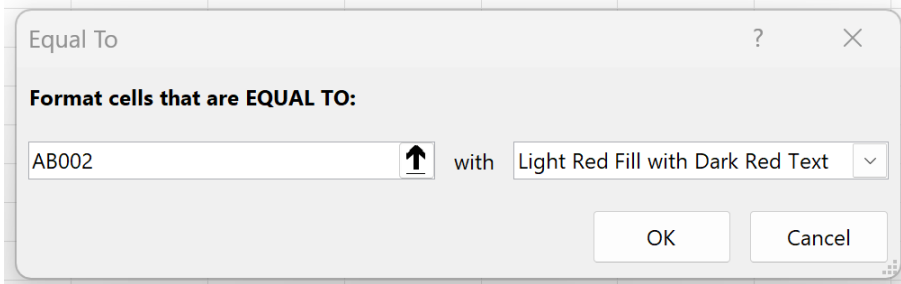 Equal To ?
Format cells that are EQUAL TO:
AB002 with Light Red Fill with Dark Red Text
OK Cancel